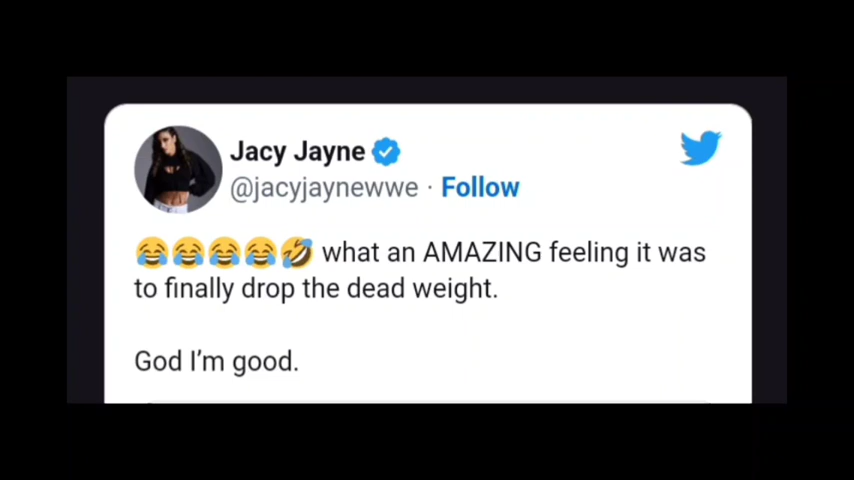 Jacy Jayne
@jacyjaynewwe · Follow
😂😂😂😂🤣 what an AMAZING feeling it was
to finally drop the dead weight.
God I’m good.